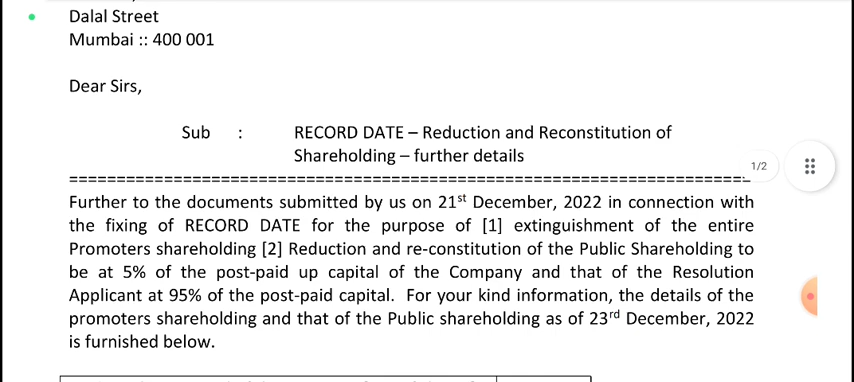 Dalal Street
Mumbai :: 400 001
Dear Sirs,
Sub : RECORD DATE – Reduction and Reconstitution of
Shareholding – further details
1/2
=======================================================================
Further to the documents submitted by us on 21st December, 2022 in connection with
the fixing of RECORD DATE for the purpose of [1] extinguishment of the entire
Promoters shareholding [2] Reduction and re-constitution of the Public Shareholding to
be at 5% of the post-paid up capital of the Company and that of the Resolution
Applicant at 95% of the post-paid capital. For your kind information, the details of the
promoters shareholding and that of the Public shareholding as of 23rd December, 2022
is furnished below.